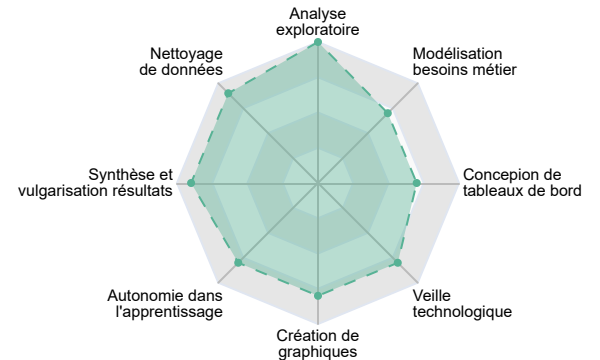 Analyse
exploratoire
Nettoyage
de données
Modélisation
besoins métier
Synthèse et
vulgarisation résultats
Concepion de
tableaux de bord
Autonomie dans
l'apprentissage
Veille
technologique
Création de
graphiques